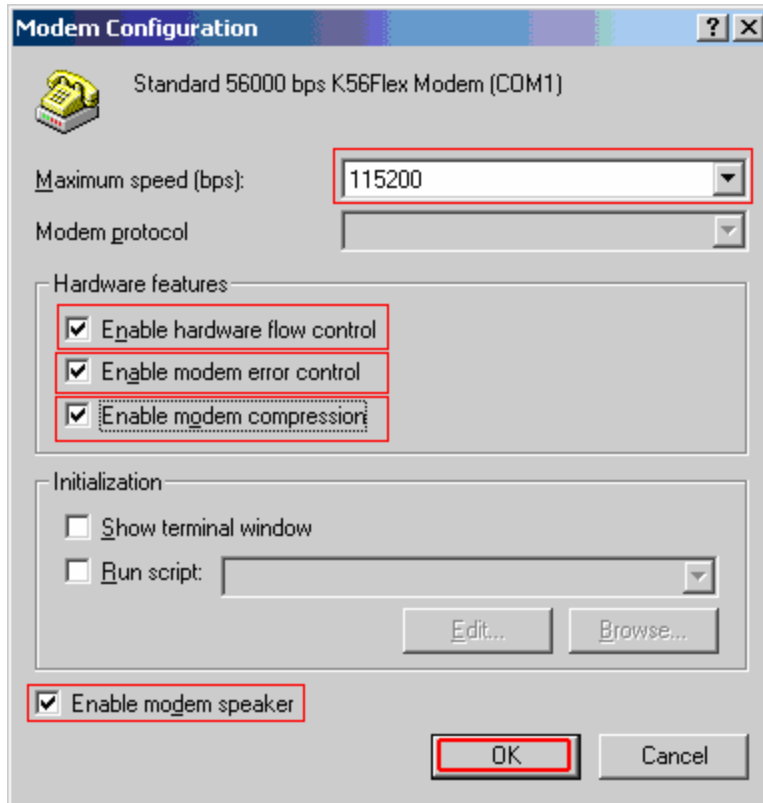 Modem Configuration
Standard 56000 bps K56Flex Modem (COM1)
Maximum speed (bps): 115200
Modem protocol
Hardware features
Enable hardware flow control
Enable modem error control
Enable modem compression
Initialization
Show terminal window
Run script:
Edit... Browse...
Enable modem speaker
OK Cancel